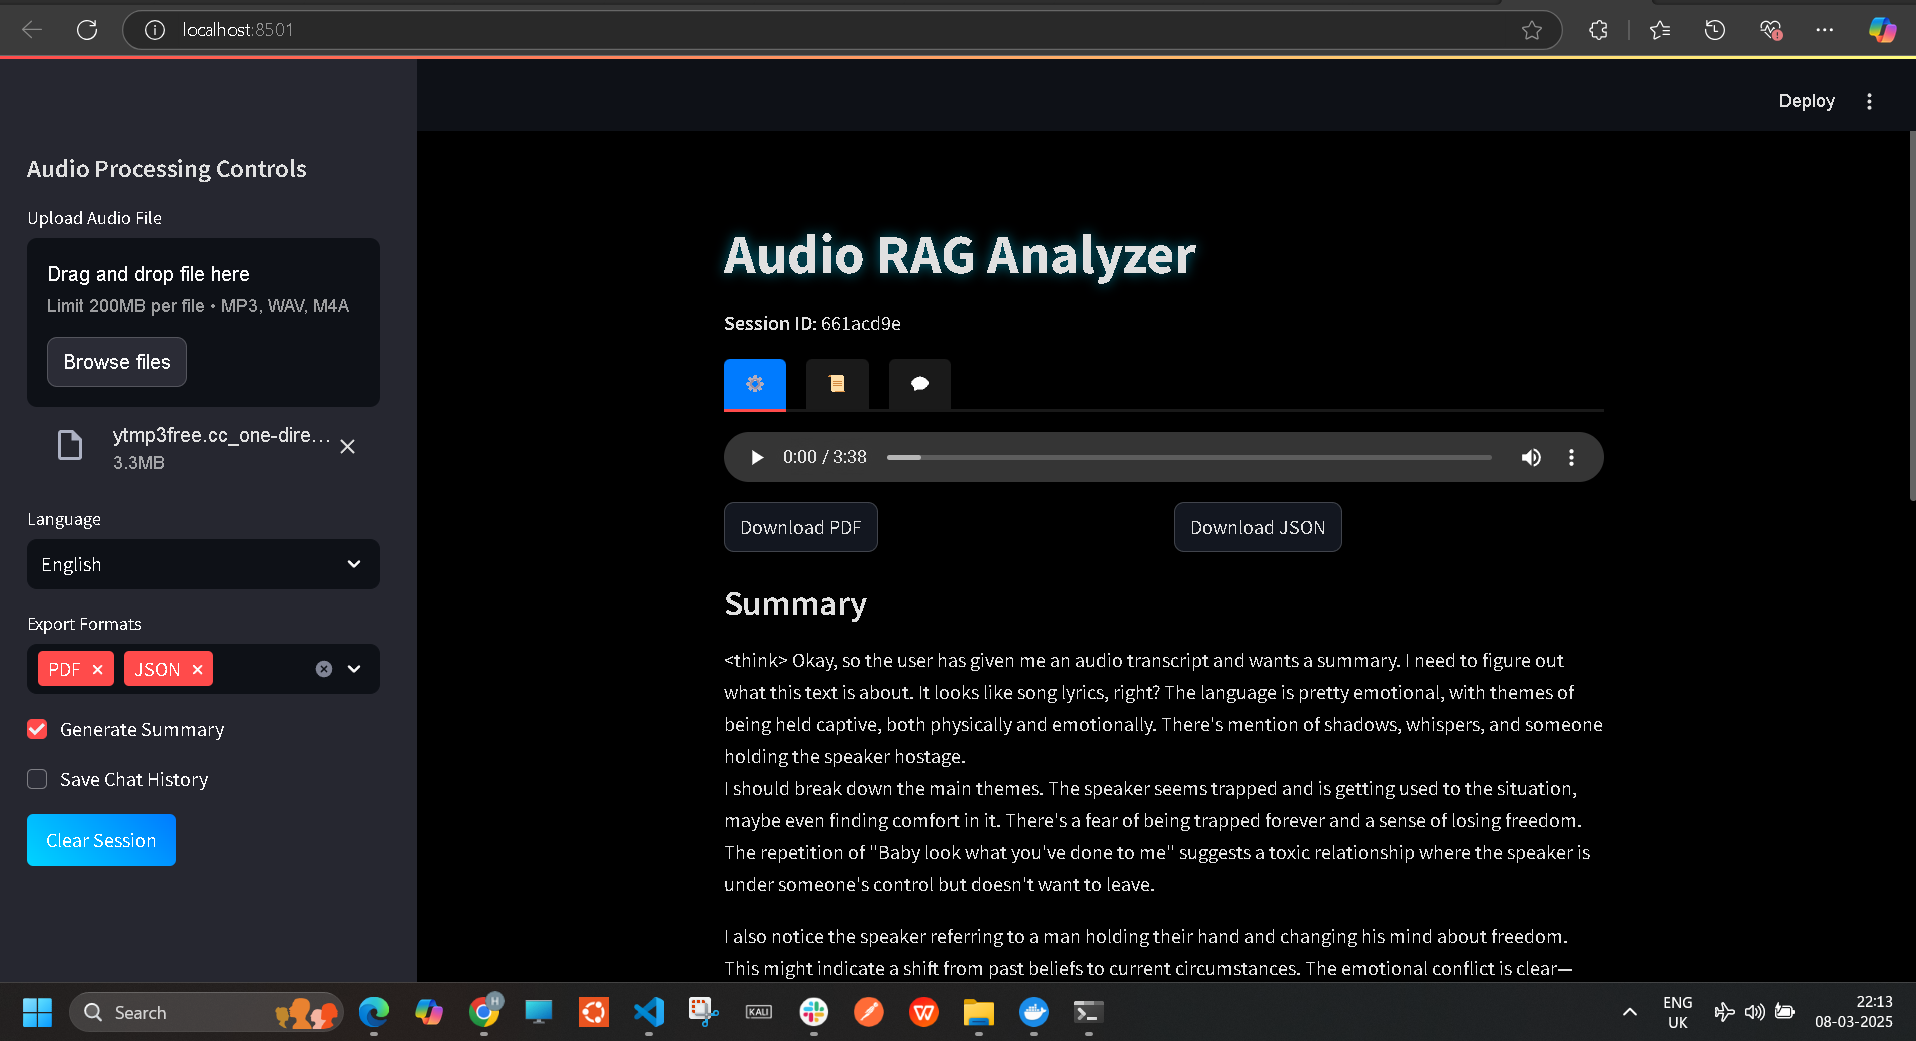 localhost:8501
Deploy
Audio Processing Controls
Upload Audio File
Drag and drop file here
Limit 200MB per file • MP3, WAV, M4A
Browse files
ytmp3free.cc_one-dire...
3.3MB
Language
English
Export Formats
PDF
JSON
Generate Summary
Save Chat History
Clear Session
Audio RAG Analyzer
Session ID: 661acd9e
0:00 / 3:38
Download PDF
Download JSON
Summary
<think> Okay, so the user has given me an audio transcript and wants a summary. I need to figure out
what this text is about. It looks like song lyrics, right? The language is pretty emotional, with themes of
being held captive, both physically and emotionally. There's mention of shadows, whispers, and someone
holding the speaker hostage.
I should break down the main themes. The speaker seems trapped and is getting used to the situation,
maybe even finding comfort in it. There's a fear of being trapped forever and a sense of losing freedom.
The repetition of "Baby look what you've done to me" suggests a toxic relationship where the speaker is
under someone's control but doesn't want to leave.
I also notice the speaker referring to a man holding their hand and changing his mind about freedom.
This might indicate a shift from past beliefs to current circumstances. The emotional conflict is clear—
Search
H
KALI
W
ENG
UK
22:13
08-03-2025